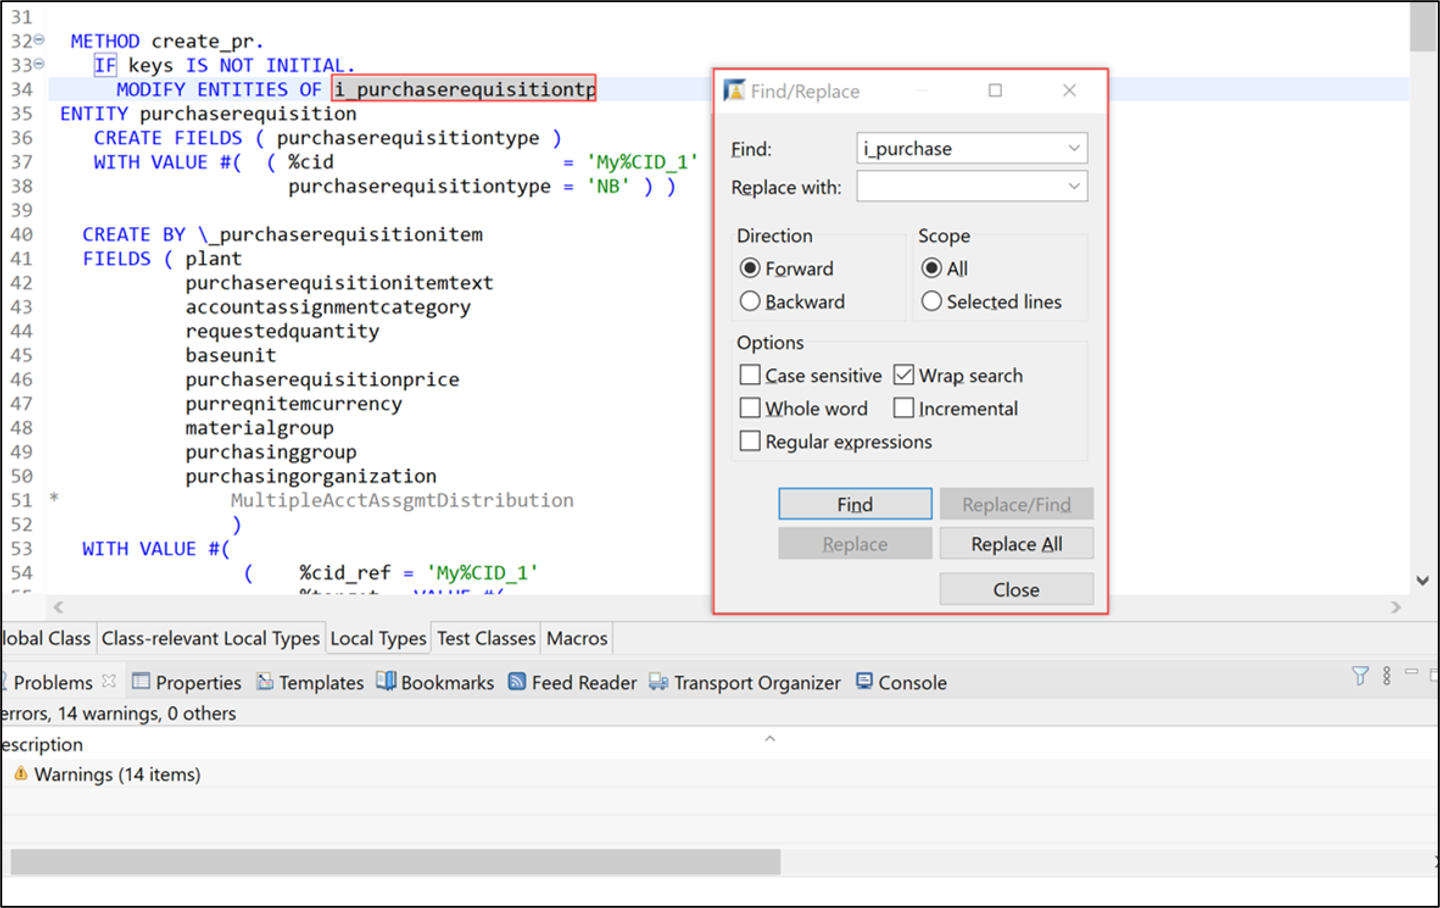 31
32 METHOD create_pr.
33 IF keys IS NOT INITIAL.
34 MODIFY ENTITIES OF i_purchaserequisitiontp
35 ENTITY purchaserequisition
36 CREATE FIELDS ( purchaserequisitiontype )
37 WITH VALUE #( ( %cid = 'My%CID_1'
38 purchaserequisitiontype = 'NB' ) )
39
40 CREATE BY \_purchaserequisitionitem
41 FIELDS ( plant
42 purchaserequisitionitemtext
43 accountassignmentcategory
44 requestedquantity
45 baseunit
46 purchaserequisitionprice
47 purreqnitemcurrency
48 materialgroup
49 purchasinggroup
50 purchasingorganization
51 * MultipleAcctAssgmtDistribution
52 )
53 WITH VALUE #(
54 ( %cid_ref = 'My%CID_1'
Find/Replace
Find: i_purchase
Replace with:
Direction Scope
Forward All
Backward Selected lines
Options
Case sensitive Wrap search
Whole word Incremental
Regular expressions
Find Replace/Find
Replace Replace All
Close
lobal Class Class-relevant Local Types Local Types Test Classes Macros
Problems Properties Templates Bookmarks Feed Reader Transport Organizer Console
errors, 14 warnings, 0 others
escription
Warnings (14 items)